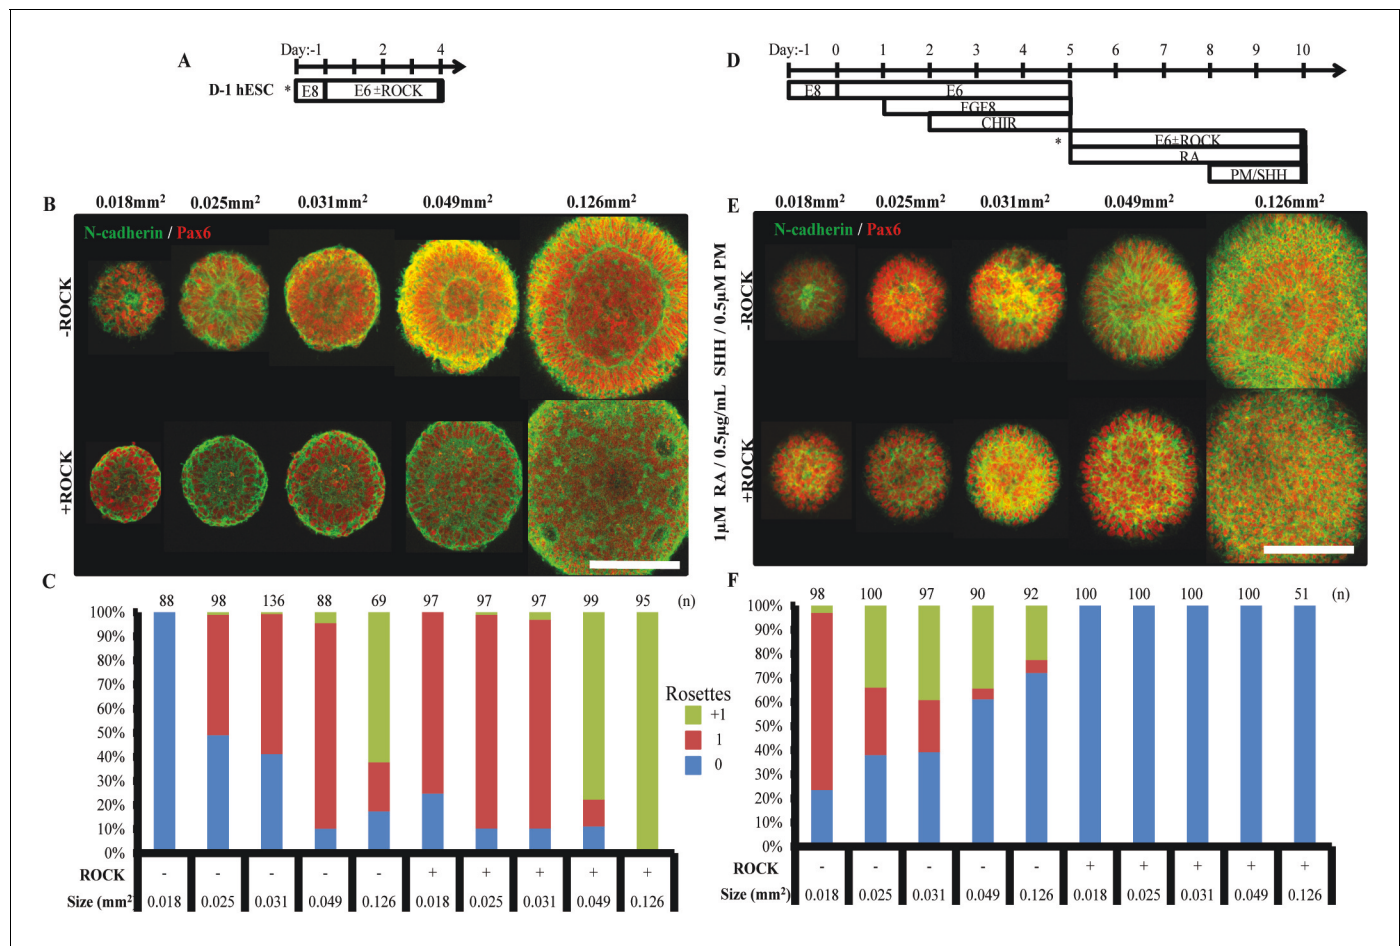 A
Day:-1 2 4
D-1 hESC * E8 E6±ROCK
D
Day:-1 0 1 2 3 4 5 6 7 8 9 10
E8 E6
FGF8
CHIR
* E6±ROCK
RA
PM/SHH
B
0.018mm² 0.025mm² 0.031mm² 0.049mm² 0.126mm²
N-cadherin / Pax6
-ROCK
+ROCK
E
0.018mm² 0.025mm² 0.031mm² 0.049mm² 0.126mm²
N-cadherin / Pax6
1µM RA / 0.5µg/mL SHH / 0.5µM PM
-ROCK
+ROCK
C
88 98 136 88 69 97 97 97 99 95 (n)
100%
90%
80%
70%
60%
50%
40%
30%
20%
10%
0%
ROCK - - - - - + + + + +
Size (mm²) 0.018 0.025 0.031 0.049 0.126 0.018 0.025 0.031 0.049 0.126
Rosettes
+1
1
0
F
98 100 97 90 92 100 100 100 100 51 (n)
100%
90%
80%
70%
60%
50%
40%
30%
20%
10%
0%
ROCK - - - - - + + + + +
Size (mm²) 0.018 0.025 0.031 0.049 0.126 0.018 0.025 0.031 0.049 0.126